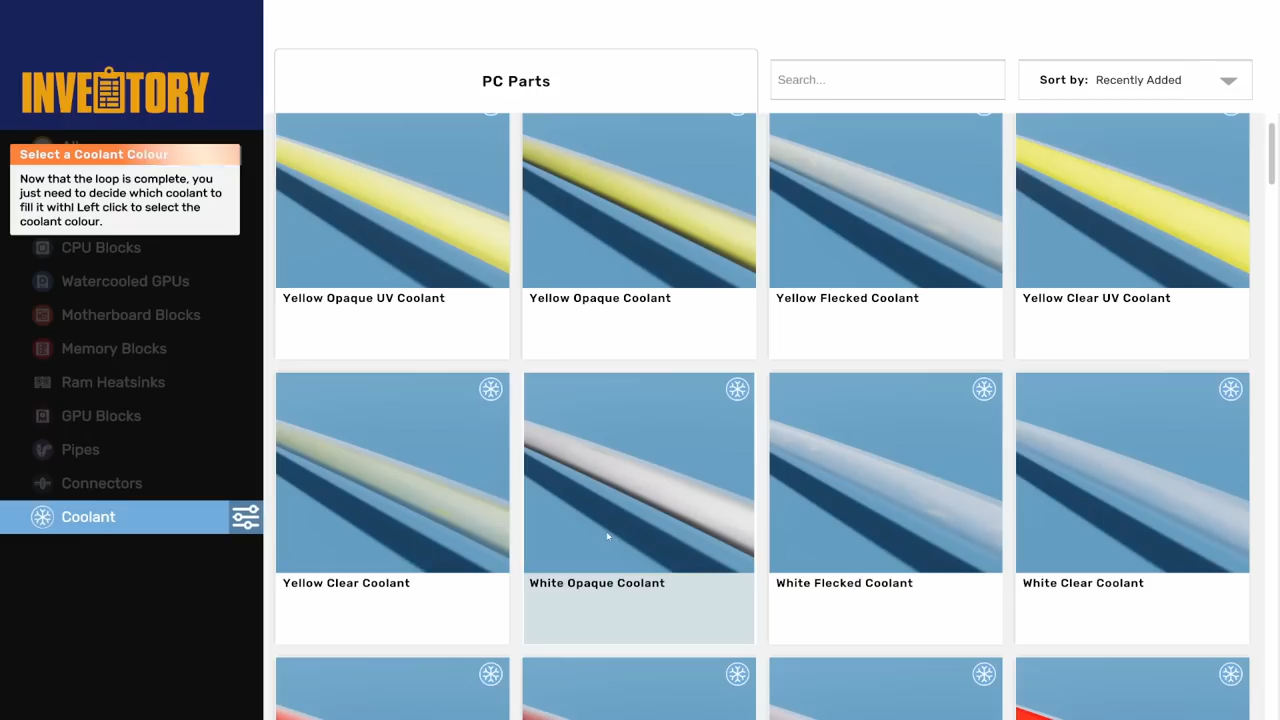 INVENTORY
PC Parts
Search...
Sort by: Recently Added
Select a Coolant Colour
Now that the loop is complete, you
just need to decide which coolant to
fill it with! Left click to select the
coolant colour.
CPU Blocks
Watercooled GPUs
Motherboard Blocks
Memory Blocks
Ram Heatsinks
GPU Blocks
Pipes
Connectors
Coolant
Yellow Opaque UV Coolant
Yellow Opaque Coolant
Yellow Flecked Coolant
Yellow Clear UV Coolant
Yellow Clear Coolant
White Opaque Coolant
White Flecked Coolant
White Clear Coolant